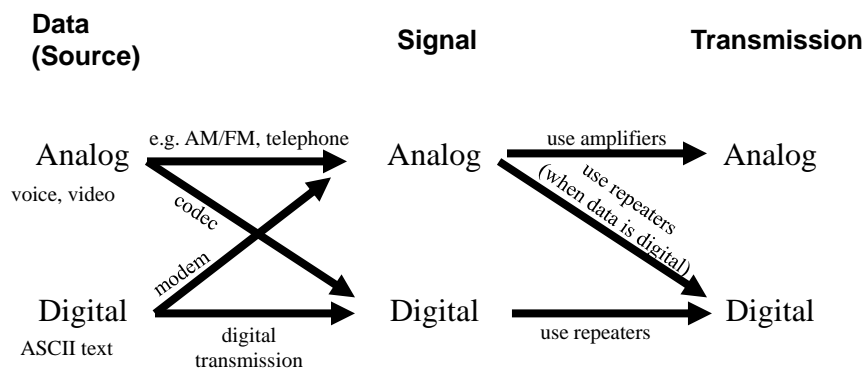 Data
(Source)
Signal
Transmission
e.g. AM/FM, telephone
use amplifiers
Analog
Analog
Analog
voice, video
codec
use repeaters
(when data is digital)
modem
Digital
Digital
Digital
ASCII text
digital
transmission
use repeaters